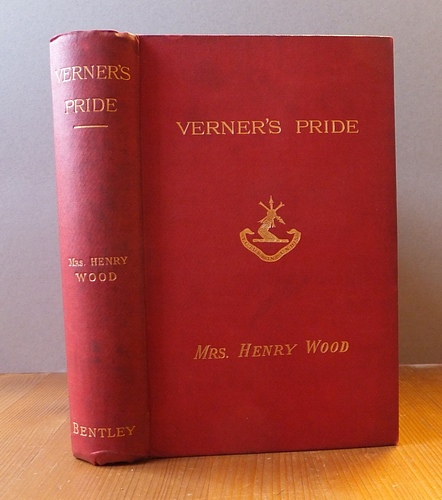 VERNER'S
PRIDE
Mrs. HENRY
WOOD
BENTLEY
VERNER'S PRIDE
MRS. HENRY WOOD